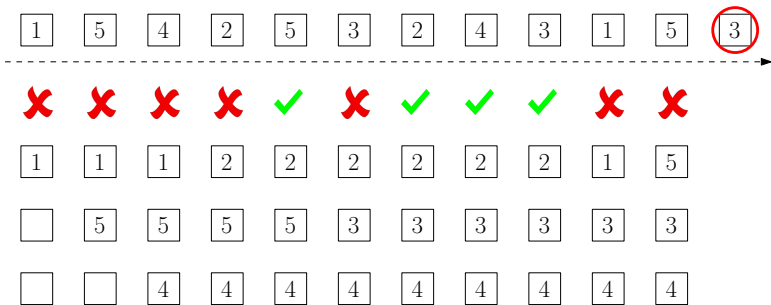 1 5 4 2 5 3 2 4 3 1 5 3
✘ ✘ ✘ ✘ ✓ ✘ ✓ ✓ ✓ ✘ ✘
1 1 1 2 2 2 2 2 2 1 5
5 5 5 5 3 3 3 3 3 3
4 4 4 4 4 4 4 4 4